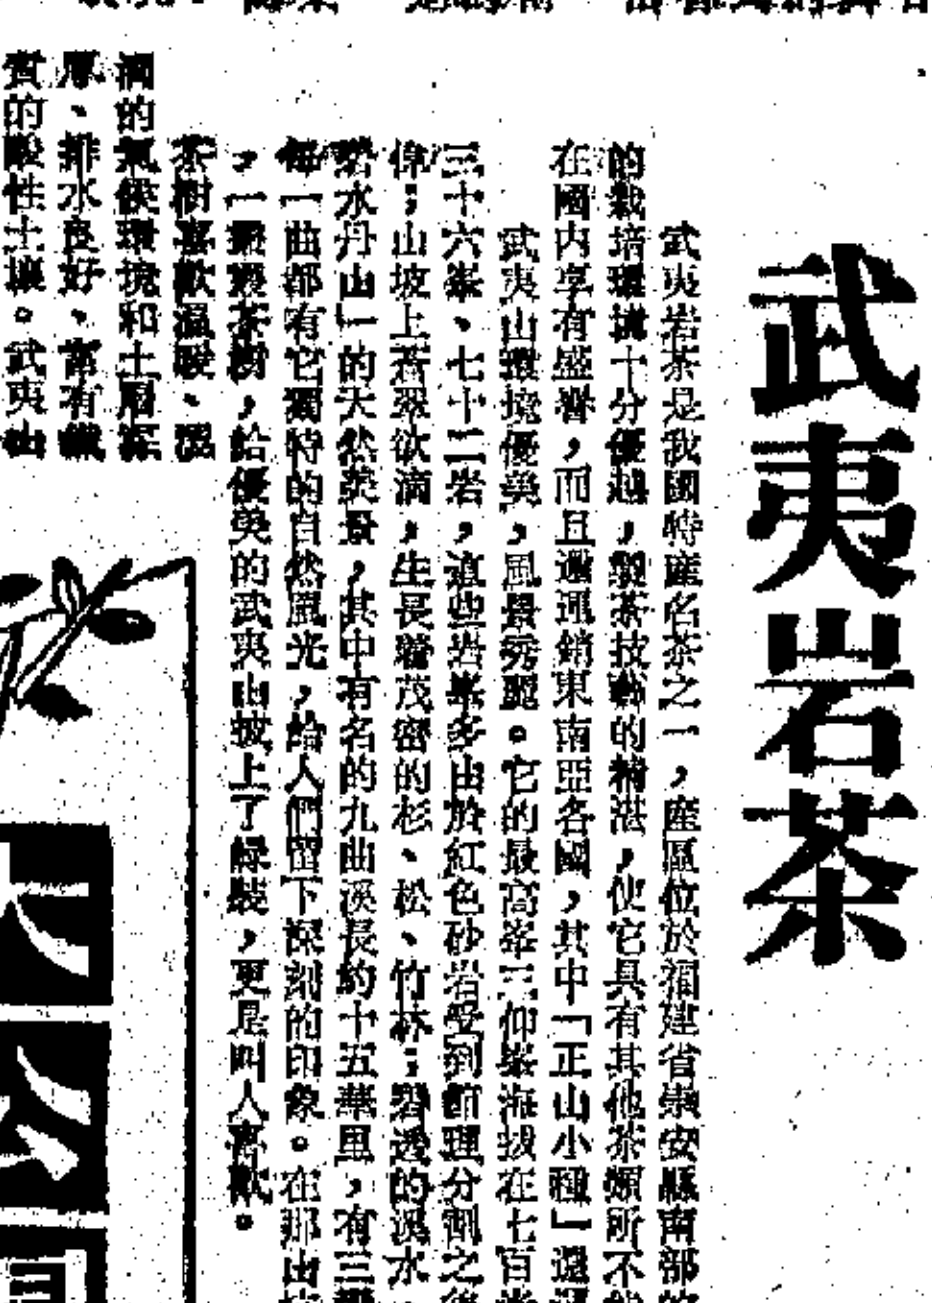 武夷岩茶
武夷岩茶是我國特產名茶之一，產區位於福建省崇安縣南部
的栽培環境十分優越，製茶技藝的精湛，使它具有其他茶類所不
在國内享有盛譽，而且遠運銷東南亞各國，其中「正山小種」還
武夷山環境優美，風景秀麗。它的最高峯三仰峯海拔在七百
三十六峯、七十二岩，這些岩峯多由於紅色砂岩受到節理分割之後
偉；山坡上蒼翠欲滴，生長着茂密的杉、松、竹林；碧透的溪水
碧水丹山」的天然美景，其中有名的九曲溪長約十五華里，有三
每一曲都有它獨特的自然風光，給人們留下深刻的印象。在那山
，一叢叢茶樹，給優美的武夷山坡上了綠裝，更是叫人喜歡。
茶樹喜歡溫暖、濕
潤的氣候環境和土層深
厚、排水良好、富有鐵
質的酸性土壤。武夷山